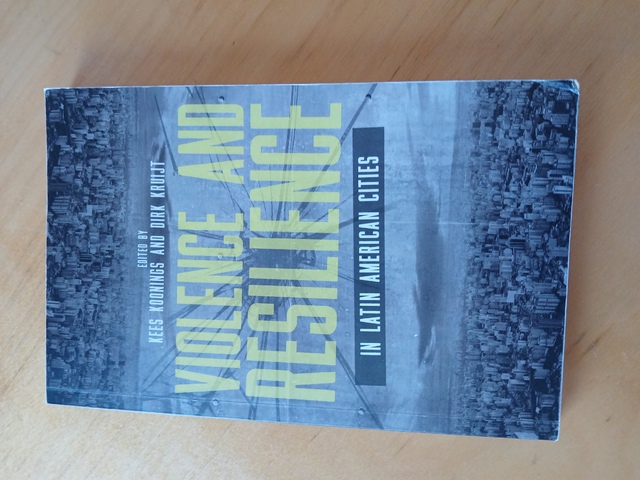 EDITED BY
KEES KOONINGS AND DIRK KRUIJT
VIOLENCE AND
RESILIENCE
IN LATIN AMERICAN CITIES